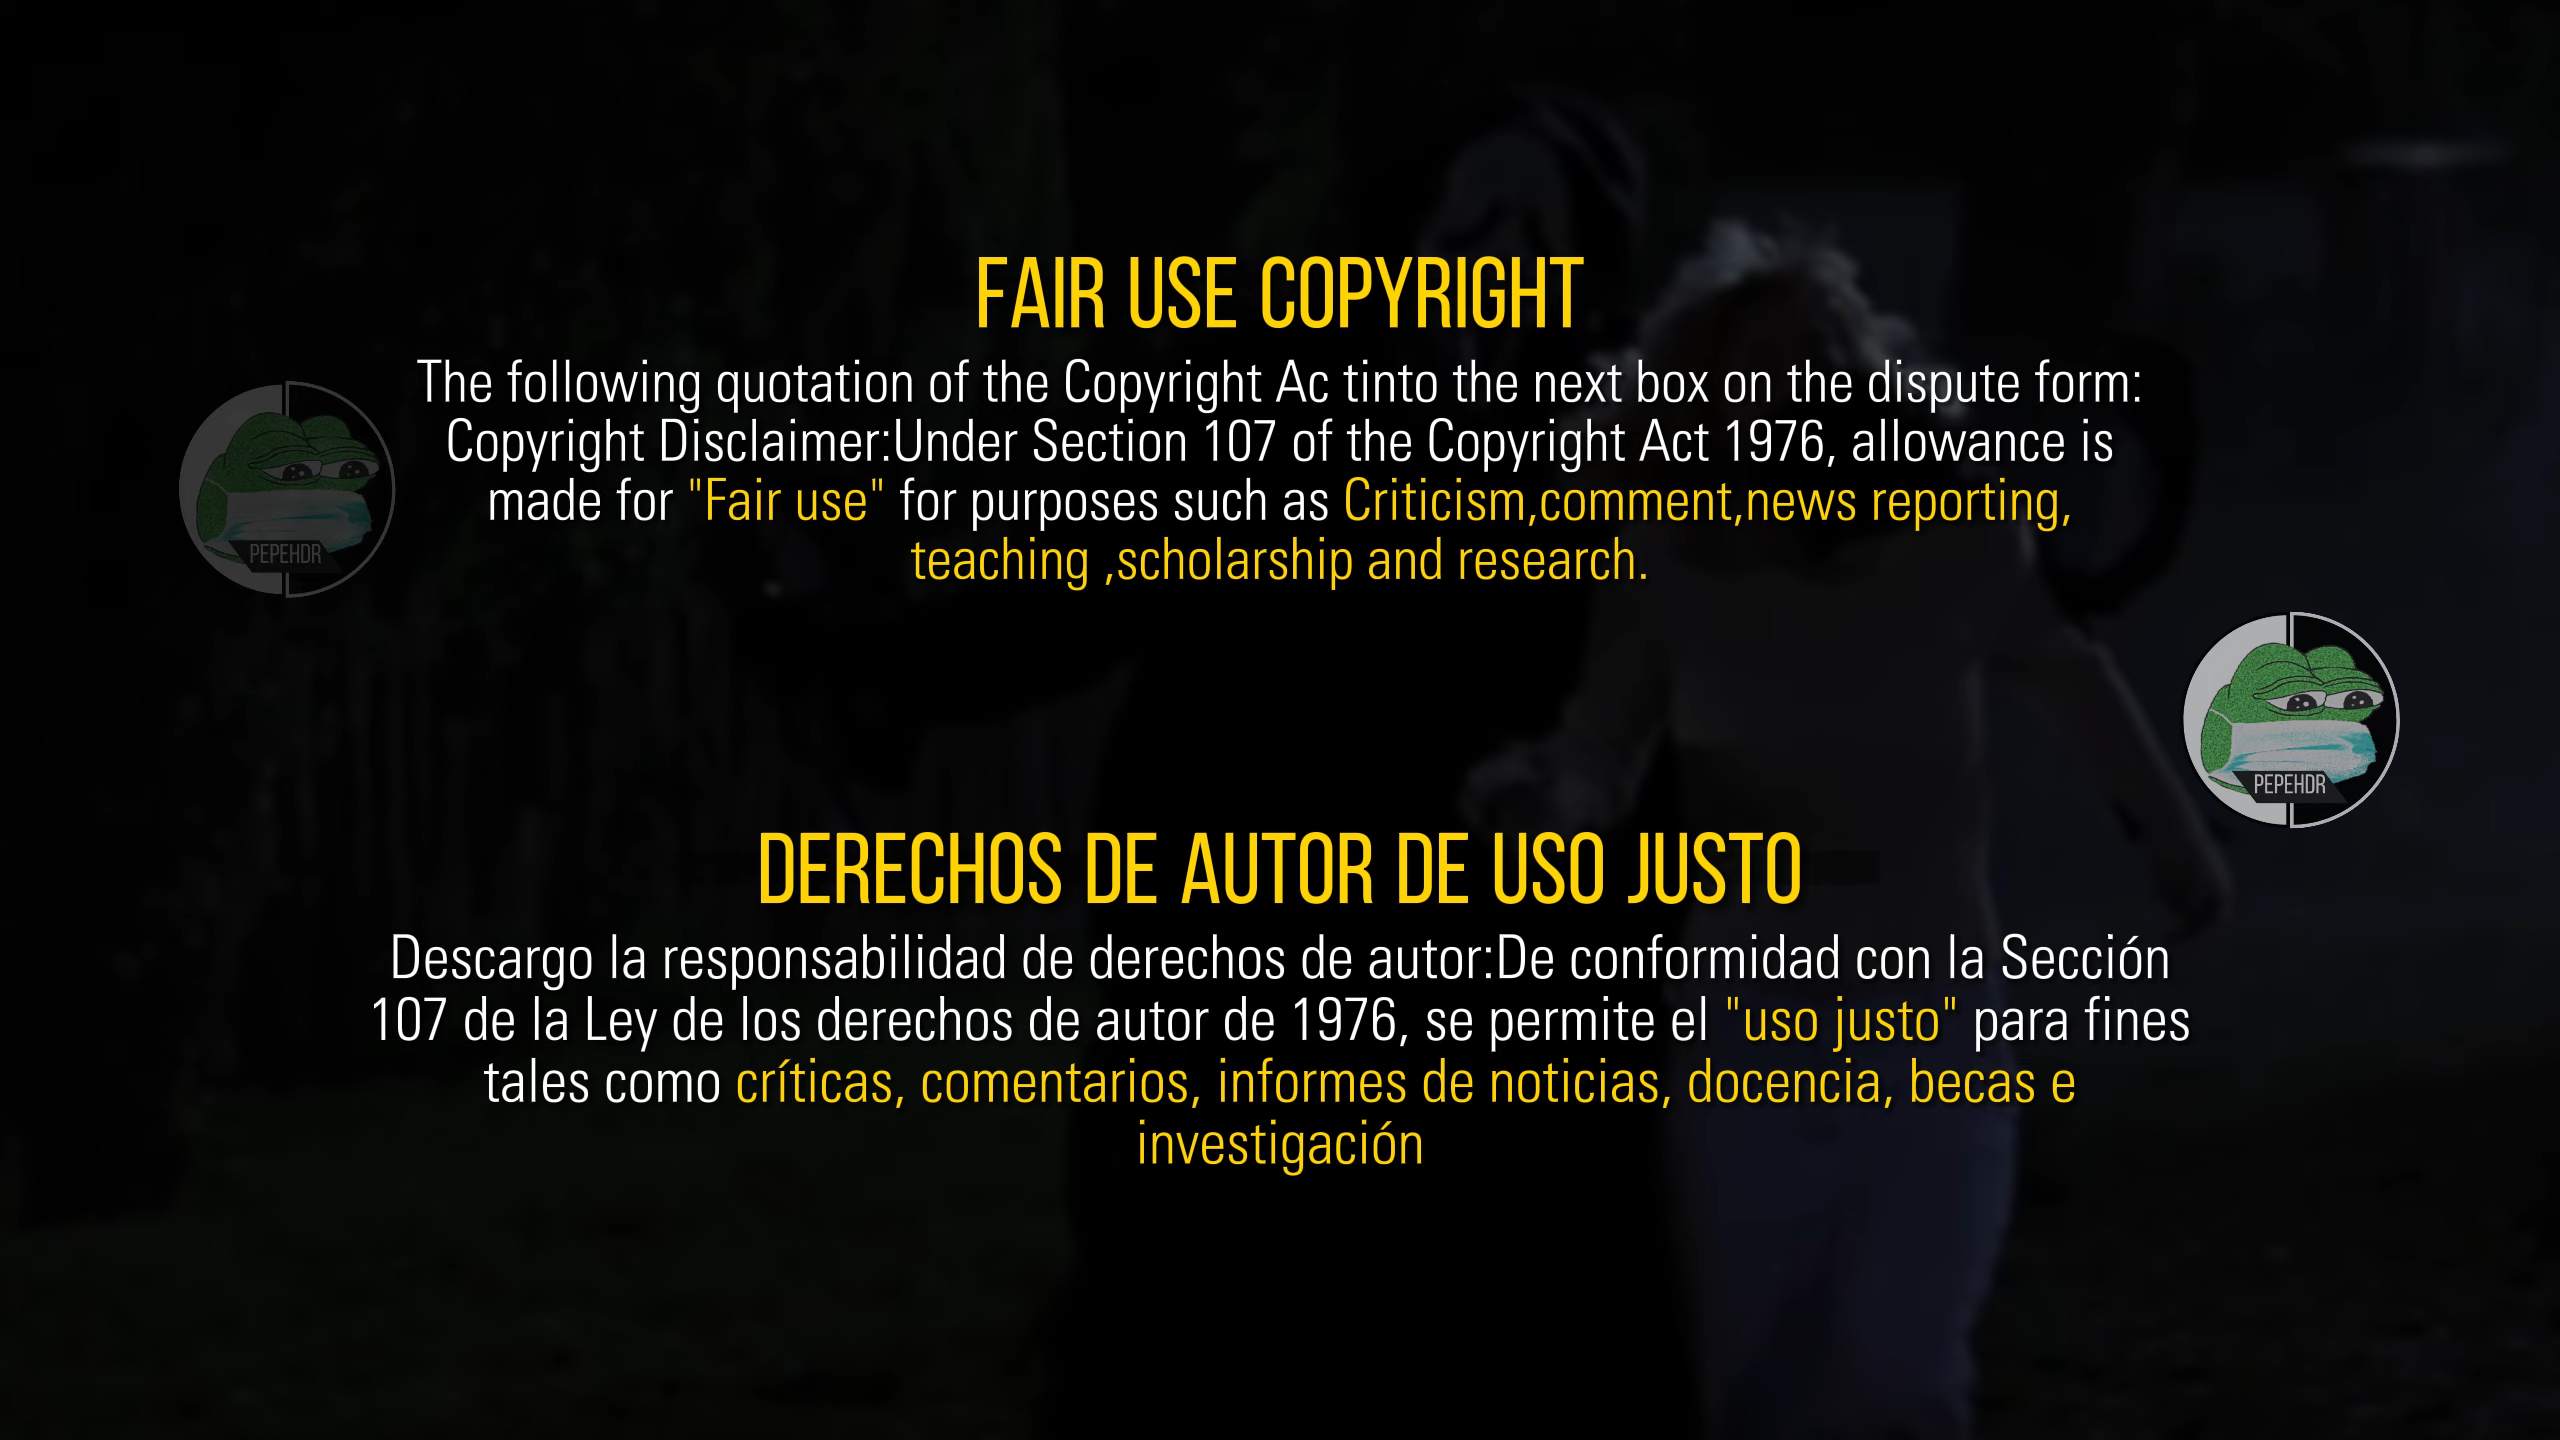 FAIR USE COPYRIGHT
The following quotation of the Copyright Ac tinto the next box on the dispute form:
Copyright Disclaimer:Under Section 107 of the Copyright Act 1976, allowance is
made for "Fair use" for purposes such as Criticism,comment,news reporting,
teaching ,scholarship and research.
PEPEHDR
PEPEHDR
DERECHOS DE AUTOR DE USO JUSTO
Descargo la responsabilidad de derechos de autor:De conformidad con la Sección
107 de la Ley de los derechos de autor de 1976, se permite el "uso justo" para fines
tales como críticas, comentarios, informes de noticias, docencia, becas e
investigación